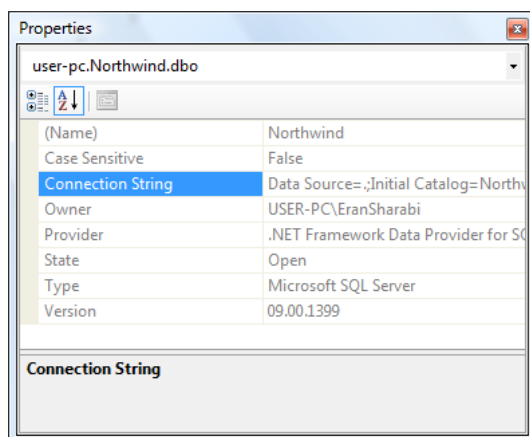 Properties
user-pc.Northwind.dbo
(Name) Northwind
Case Sensitive False
Connection String Data Source=.;Initial Catalog=Northw
Owner USER-PC\EranSharabi
Provider .NET Framework Data Provider for SQ
State Open
Type Microsoft SQL Server
Version 09.00.1399
Connection String